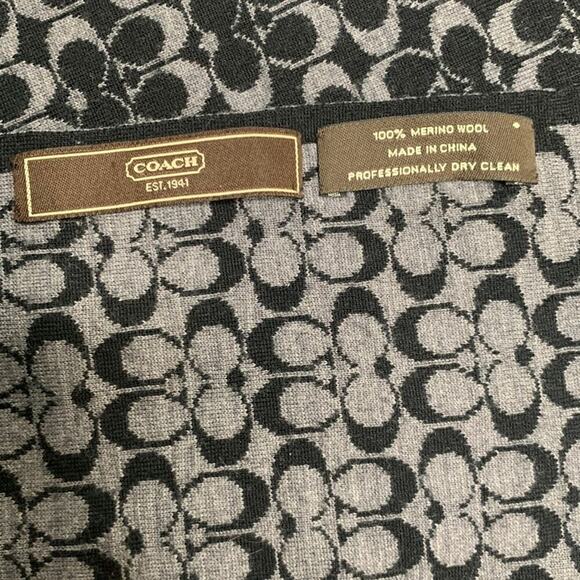 COACH
EST. 1941
100% MERINO WOOL
MADE IN CHINA
PROFESSIONALLY DRY CLEAN